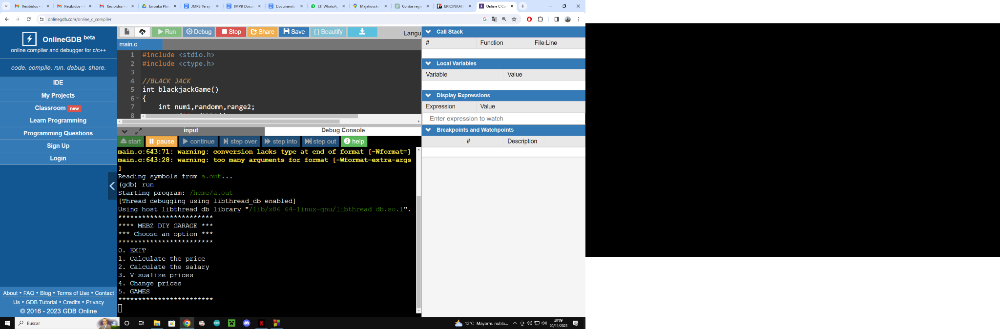 Recibidos -
Recibidos -
Recibidos -
Erronka Plan
JMPB Yeray
JMPB Docu
Documento
(3) WhatsAp
Majakovski
Contar regis
ERRONKA1
Online C Co
onlinegdb.com/online_c_compiler
OnlineGDB beta
online compiler and debugger for c/c++
code. compile. run. debug. share.
IDE
My Projects
Classroom new
Learn Programming
Programming Questions
Sign Up
Login
About • FAQ • Blog • Terms of Use • Contact
Us • GDB Tutorial • Credits • Privacy
© 2016 - 2023 GDB Online
Run Debug Stop Share Save { } Beautify Langu
main.c
1 #include <stdio.h>
2 #include <ctype.h>
3
4 //BLACK JACK
5 int blackjackGame()
6 {
7 int num1,randomn,range2;
8
input Debug Console
start pause continue step over step into step out help
main.c:643:71: warning: conversion lacks type at end of format [-Wformat=]
main.c:643:28: warning: too many arguments for format [-Wformat-extra-args
]
Reading symbols from a.out...
(gdb) run
Starting program: /home/a.out
[Thread debugging using libthread_db enabled]
Using host libthread_db library "/lib/x86_64-linux-gnu/libthread_db.so.1".
************************
**** MEBZ DIY GARAGE ***
*** Choose an option ***
************************
0. EXIT
1. Calculate the price
2. Calculate the salary
3. Visualize prices
4. Change prices
5. GAMES
************************
Call Stack
# Function File:Line
Local Variables
Variable Value
Display Expressions
Expression Value
Enter expression to watch
Breakpoints and Watchpoints
# Description
Buscar
13°C Mayorm. nubla...
20:09
20/11/2023